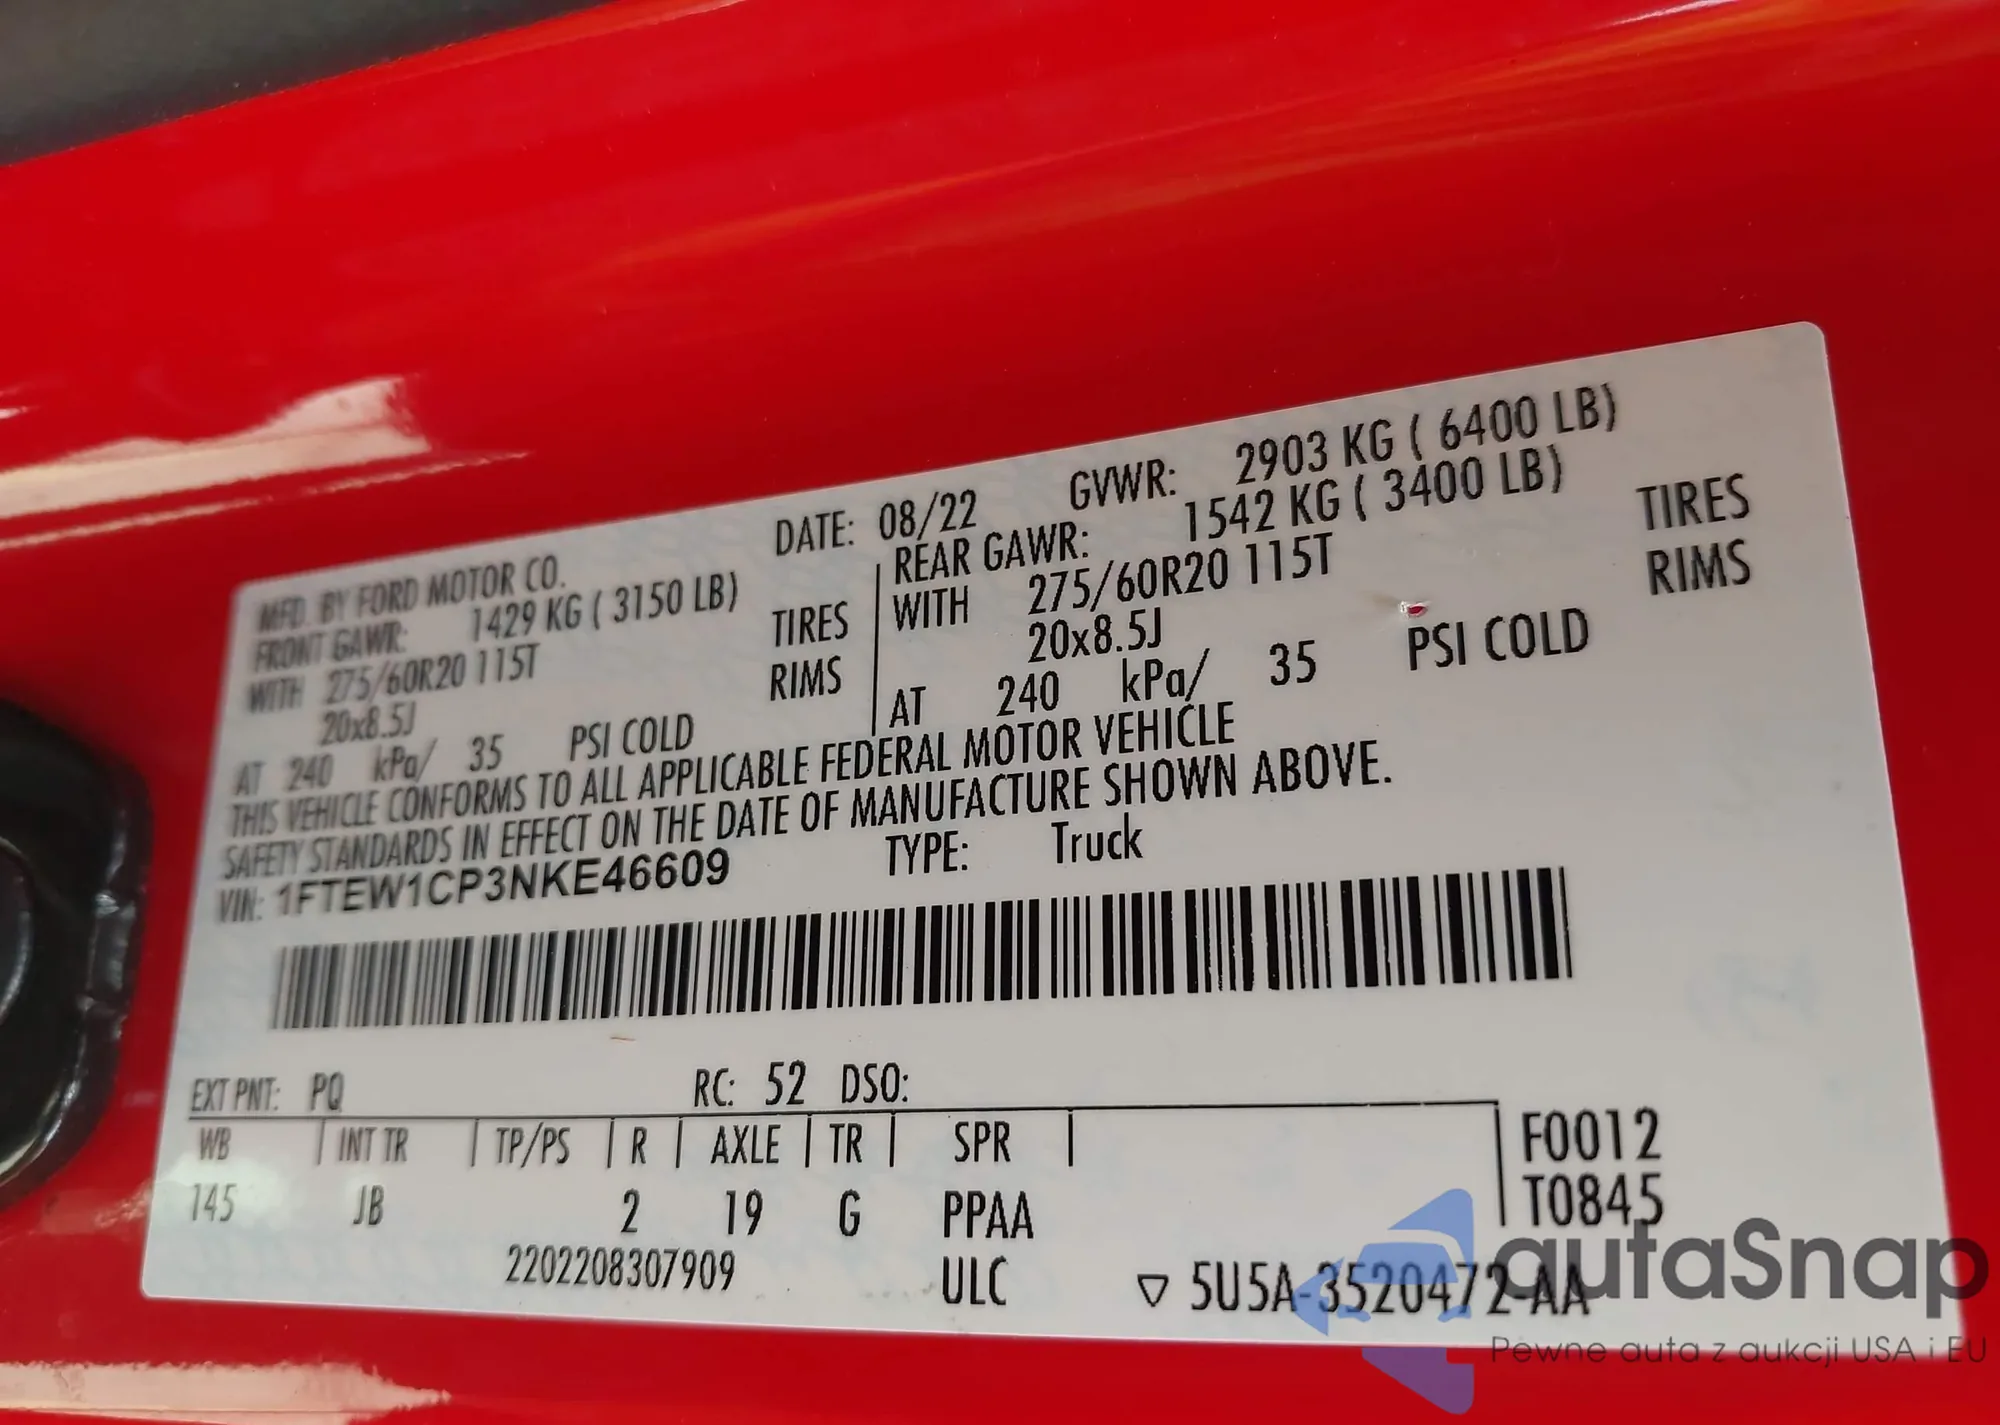 MFD. BY FORD MOTOR CO. DATE: 08/22 GVWR: 2903 KG ( 6400 LB)
FRONT GAWR: 1429 KG ( 3150 LB) REAR GAWR: 1542 KG ( 3400 LB)
WITH 275/60R20 115T TIRES WITH 275/60R20 115T TIRES
20x8.5J RIMS 20x8.5J RIMS
AT 240 kPa/ 35 PSI COLD AT 240 kPa/ 35 PSI COLD
THIS VEHICLE CONFORMS TO ALL APPLICABLE FEDERAL MOTOR VEHICLE
SAFETY STANDARDS IN EFFECT ON THE DATE OF MANUFACTURE SHOWN ABOVE.
VIN: 1FTEW1CP3NKE46609 TYPE: Truck
EXT PNT: PQ RC: 52 DSO:
WB | INT TR | TP/PS | R | AXLE | TR | SPR | F0012
145 JB 2 19 G PPAA T0845
2202208307909 ULC ▽ 5U5A-3520472-AA
autaSnap
Pewne auta z aukcji USA i EU